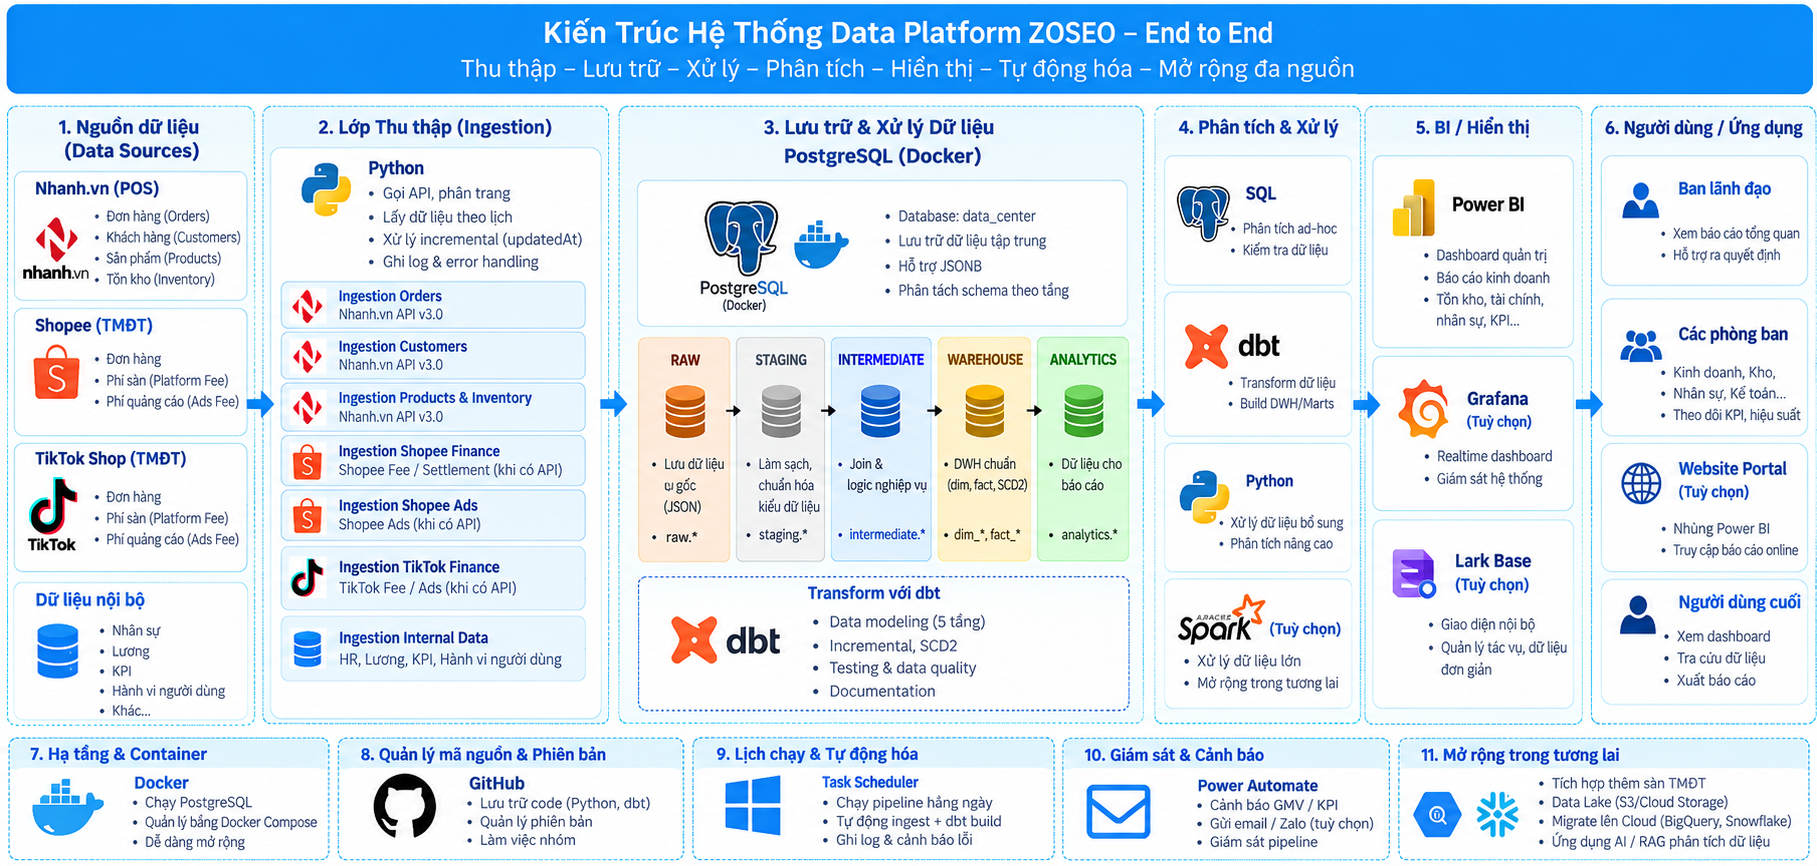 Kiến Trúc Hệ Thống Data Platform ZOSEO – End to End
Thu thập – Lưu trữ – Xử lý – Phân tích – Hiển thị – Tự động hóa – Mở rộng đa nguồn
1. Nguồn dữ liệu
(Data Sources)
Nhanh.vn (POS)
nhanh.vn
• Đơn hàng (Orders)
• Khách hàng (Customers)
• Sản phẩm (Products)
• Tồn kho (Inventory)
Shopee (TMĐT)
• Đơn hàng
• Phí sàn (Platform Fee)
• Phí quảng cáo (Ads Fee)
TikTok Shop (TMĐT)
TikTok
• Đơn hàng
• Phí sàn (Platform Fee)
• Phí quảng cáo (Ads Fee)
Dữ liệu nội bộ
• Nhân sự
• Lương
• KPI
• Hành vi người dùng
• Khác...
2. Lớp Thu thập (Ingestion)
Python
• Gọi API, phân trang
• Lấy dữ liệu theo lịch
• Xử lý incremental (updatedAt)
• Ghi log & error handling
Ingestion Orders
Nhanh.vn API v3.0
Ingestion Customers
Nhanh.vn API v3.0
Ingestion Products & Inventory
Nhanh.vn API v3.0
Ingestion Shopee Finance
Shopee Fee / Settlement (khi có API)
Ingestion Shopee Ads
Shopee Ads (khi có API)
Ingestion TikTok Finance
TikTok Fee / Ads (khi có API)
Ingestion Internal Data
HR, Lương, KPI, Hành vi người dùng
3. Lưu trữ & Xử lý Dữ liệu
PostgreSQL (Docker)
PostgreSQL
(Docker)
• Database: data_center
• Lưu trữ dữ liệu tập trung
• Hỗ trợ JSONB
• Phân tách schema theo tầng
RAW
• Lưu dữ liệu
ư gốc
(JSON)
• raw.*
STAGING
• Làm sạch,
chuẩn hóa
kiểu dữ liệu
• staging.*
INTERMEDIATE
• Join &
logic nghiệp vụ
• intermediate.*
WAREHOUSE
• DWH chuẩn
(dim, fact, SCD2)
• dim_*, fact_*
ANALYTICS
• Dữ liệu cho
báo cáo
• analytics.*
Transform với dbt
dbt
• Data modeling (5 tầng)
• Incremental, SCD2
• Testing & data quality
• Documentation
4. Phân tích & Xử lý
SQL
• Phân tích ad-hoc
• Kiểm tra dữ liệu
dbt
• Transform dữ liệu
• Build DWH/Marts
Python
• Xử lý dữ liệu bổ sung
• Phân tích nâng cao
APACHE
Spark (Tuỳ chọn)
• Xử lý dữ liệu lớn
• Mở rộng trong tương lai
5. BI / Hiển thị
Power BI
• Dashboard quản trị
• Báo cáo kinh doanh
• Tồn kho, tài chính,
nhân sự, KPI...
Grafana
(Tuỳ chọn)
• Realtime dashboard
• Giám sát hệ thống
Lark Base
(Tuỳ chọn)
• Giao diện nội bộ
• Quản lý tác vụ, dữ liệu
đơn giản
6. Người dùng / Ứng dụng
Ban lãnh đạo
• Xem báo cáo tổng quan
• Hỗ trợ ra quyết định
Các phòng ban
• Kinh doanh, Kho,
• Nhân sự, Kế toán...
• Theo dõi KPI, hiệu suất
Website Portal
(Tuỳ chọn)
• Nhúng Power BI
• Truy cập báo cáo online
Người dùng cuối
• Xem dashboard
• Tra cứu dữ liệu
• Xuất báo cáo
7. Hạ tầng & Container
Docker
• Chạy PostgreSQL
• Quản lý bằng Docker Compose
• Dễ dàng mở rộng
8. Quản lý mã nguồn & Phiên bản
GitHub
• Lưu trữ code (Python, dbt)
• Quản lý phiên bản
• Làm việc nhóm
9. Lịch chạy & Tự động hóa
Task Scheduler
• Chạy pipeline hằng ngày
• Tự động ingest + dbt build
• Ghi log & cảnh báo lỗi
10. Giám sát & Cảnh báo
Power Automate
• Cảnh báo GMV / KPI
• Gửi email / Zalo (tuỳ chọn)
• Giám sát pipeline
11. Mở rộng trong tương lai
• Tích hợp thêm sàn TMĐT
• Data Lake (S3/Cloud Storage)
• Migrate lên Cloud (BigQuery, Snowflake)
• Ứng dụng AI / RAG phân tích dữ liệu